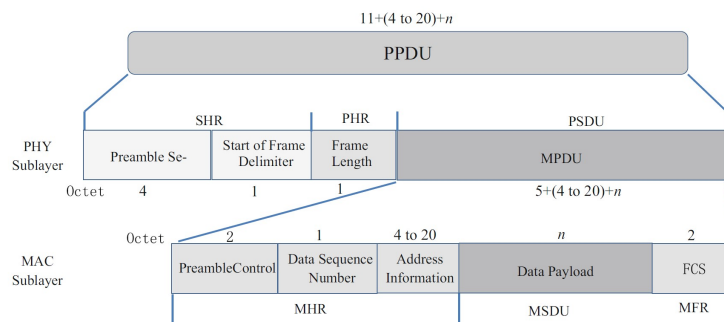 11+(4 to 20)+n
PPDU
SHR
PHR
PSDU
PHY
Sublayer
Preamble Se-
Start of Frame
Delimiter
Frame
Length
MPDU
Octet
4
1
1
5+(4 to 20)+n
Octet
2
1
4 to 20
n
2
MAC
Sublayer
PreambleControl
Data Sequence
Number
Address
Information
Data Payload
FCS
MHR
MSDU
MFR